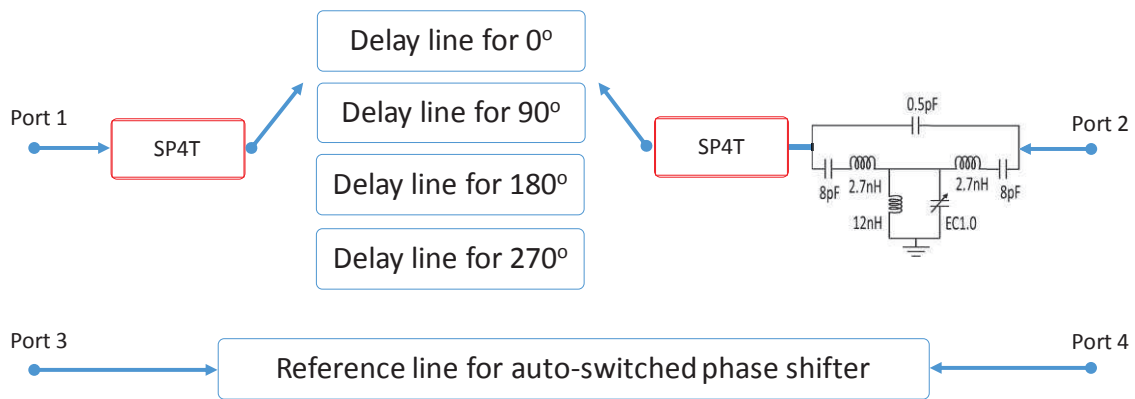 Delay line for 0°
Delay line for 90°
Delay line for 180°
Delay line for 270°
Port 1
SP4T
SP4T
0.5pF
Port 2
8pF
2.7nH
2.7nH
8pF
12nH
EC1.0
Port 3
Reference line for auto-switched phase shifter
Port 4